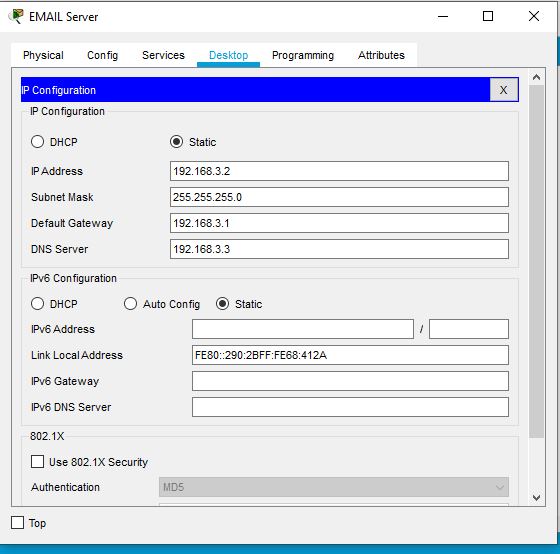 EMAIL Server
Physical Config Services Desktop Programming Attributes
IP Configuration X
IP Configuration
DHCP Static
IP Address 192.168.3.2
Subnet Mask 255.255.255.0
Default Gateway 192.168.3.1
DNS Server 192.168.3.3
IPv6 Configuration
DHCP Auto Config Static
IPv6 Address /
Link Local Address FE80::290:2BFF:FE68:412A
IPv6 Gateway
IPv6 DNS Server
802.1X
Use 802.1X Security
Authentication MD5
Top